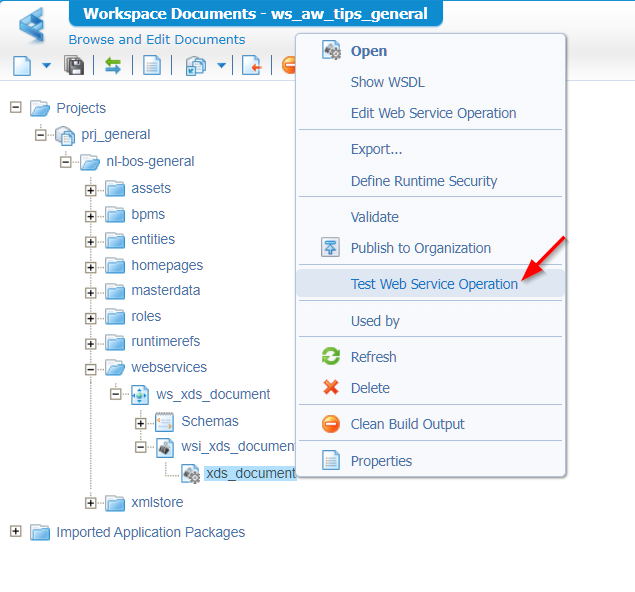 Workspace Documents - ws_aw_tips_general
Browse and Edit Documents
Projects
prj_general
nl-bos-general
assets
bpms
entities
homepages
masterdata
roles
runtimerefs
webservices
ws_xds_document
Schemas
wsi_xds_document
xds_document
xmlstore
Imported Application Packages
Open
Show WSDL
Edit Web Service Operation
Export...
Define Runtime Security
Validate
Publish to Organization
Test Web Service Operation
Used by
Refresh
Delete
Clean Build Output
Properties